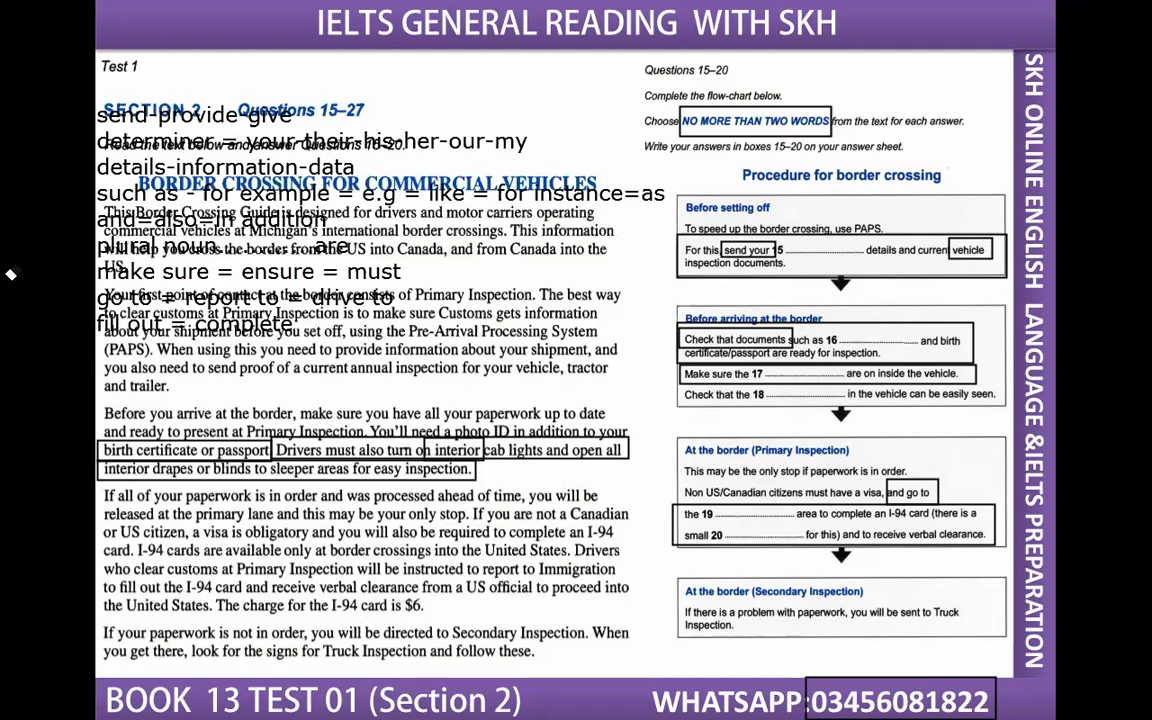 IELTS GENERAL READING WITH SKH
Test 1
SECTION 2 Questions 15–27
Read the text below and answer Questions 15–20.
BORDER CROSSING FOR COMMERCIAL VEHICLES
send-provide-give
determiner = your-their-his-her-our-my
details-information-data
such as - for example = e.g = like = for instance=as
and=also=in addition
plural noun.................are
make sure = ensure = must
go to = report to = drive to
fill out = complete
This Border Crossing Guide is designed for drivers and motor carriers operating
commercial vehicles at Michigan's international border crossings. This information
will help you cross the border from the US into Canada, and from Canada into the
US.
Your first point of contact at the border consists of Primary Inspection. The best way
to clear customs at Primary Inspection is to make sure Customs gets information
about your shipment before you set off, using the Pre-Arrival Processing System
(PAPS). When using this you need to provide information about your shipment, and
you also need to send proof of a current annual inspection for your vehicle, tractor
and trailer.
Before you arrive at the border, make sure you have all your paperwork up to date
and ready to present at Primary Inspection. You'll need a photo ID in addition to your
birth certificate or passport. Drivers must also turn on interior cab lights and open all
interior drapes or blinds to sleeper areas for easy inspection.
If all of your paperwork is in order and was processed ahead of time, you will be
released at the primary lane and this may be your only stop. If you are not a Canadian
or US citizen, a visa is obligatory and you will also be required to complete an I-94
card. I-94 cards are available only at border crossings into the United States. Drivers
who clear customs at Primary Inspection will be instructed to report to Immigration
to fill out the I-94 card and receive verbal clearance from a US official to proceed into
the United States. The charge for the I-94 card is $6.
If your paperwork is not in order, you will be directed to Secondary Inspection. When
you get there, look for the signs for Truck Inspection and follow these.
Questions 15–20
Complete the flow-chart below.
Choose NO MORE THAN TWO WORDS from the text for each answer.
Write your answers in boxes 15–20 on your answer sheet.
Procedure for border crossing
Before setting off
To speed up the border crossing, use PAPS.
For this, send your 15 .............................. details and current vehicle
inspection documents.
Before arriving at the border
Check that documents such as 16 .............................. and birth
certificate/passport are ready for inspection.
Make sure the 17 .............................. are on inside the vehicle.
Check that the 18 .............................. in the vehicle can be easily seen.
At the border (Primary Inspection)
This may be the only stop if paperwork is in order.
Non US/Canadian citizens must have a visa, and go to
the 19 .............................. area to complete an I-94 card (there is a
small 20 .............................. for this) and to receive verbal clearance.
At the border (Secondary Inspection)
If there is a problem with paperwork, you will be sent to Truck
Inspection.
SKH ONLINE ENGLISH LANGUAGE &IELTS PREPARATION
BOOK 13 TEST 01 (Section 2)
WHATSAPP:03456081822